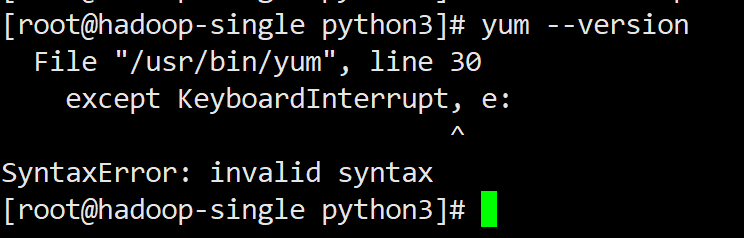 [root@hadoop-single python3]# yum --version
  File "/usr/bin/yum", line 30
    except KeyboardInterrupt, e:
                            ^
SyntaxError: invalid syntax
[root@hadoop-single python3]#